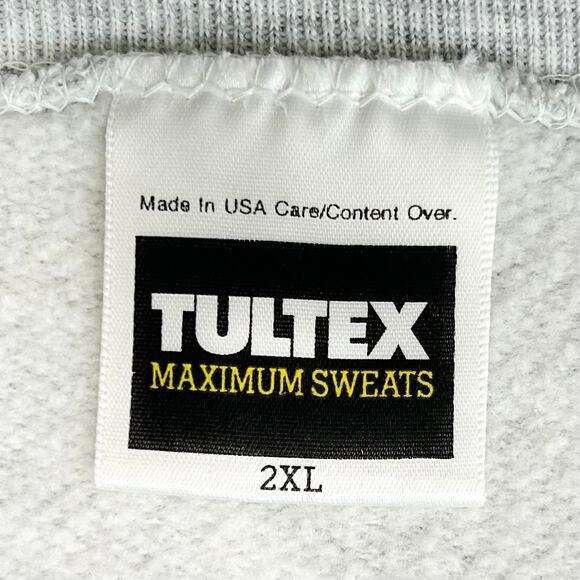 Made In USA Care/Content Over.
TULTEX
MAXIMUM SWEATS
2XL